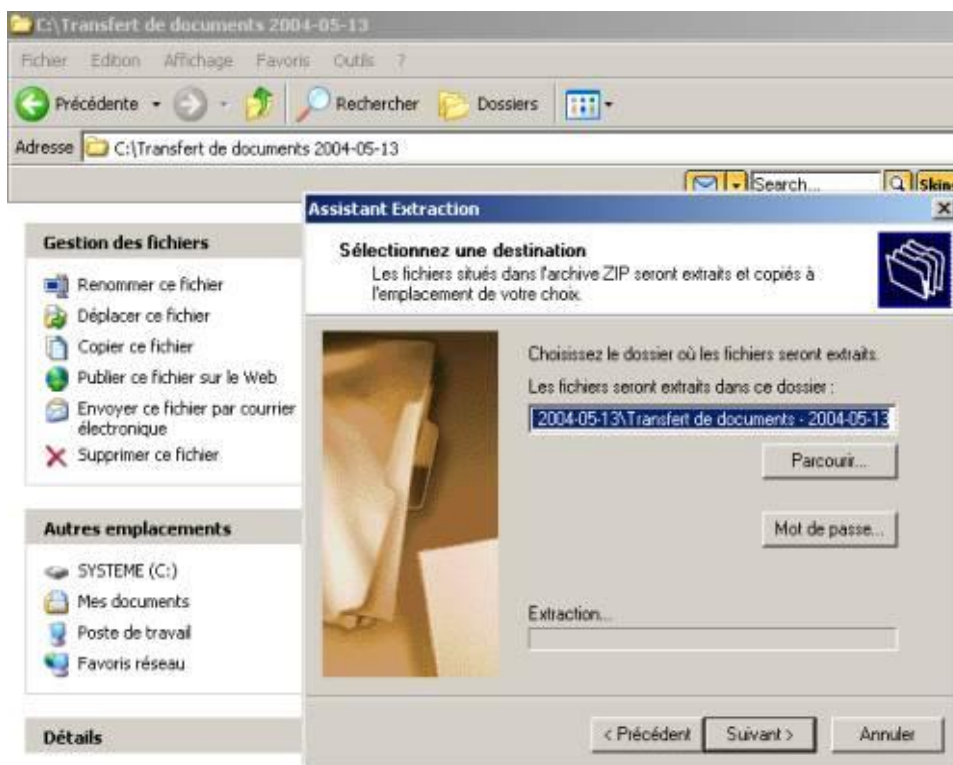 C:\Transfert de documents 2004-05-13
Fichier Edition Affichage Favoris Outils ?
Précédente Rechercher Dossiers
Adresse C:\Transfert de documents 2004-05-13
Search...
Assistant Extraction
Sélectionnez une destination
Les fichiers situés dans l'archive ZIP seront extraits et copiés à
l'emplacement de votre choix.
Gestion des fichiers
Renommer ce fichier
Déplacer ce fichier
Copier ce fichier
Publier ce fichier sur le Web
Envoyer ce fichier par courrier
électronique
Supprimer ce fichier
Autres emplacements
SYSTEME (C:)
Mes documents
Poste de travail
Favoris réseau
Détails
Choisissez le dossier où les fichiers seront extraits.
Les fichiers seront extraits dans ce dossier :
2004-05-13\Transfert de documents - 2004-05-13
Parcourir...
Mot de passe...
Extraction...
< Précédent Suivant > Annuler